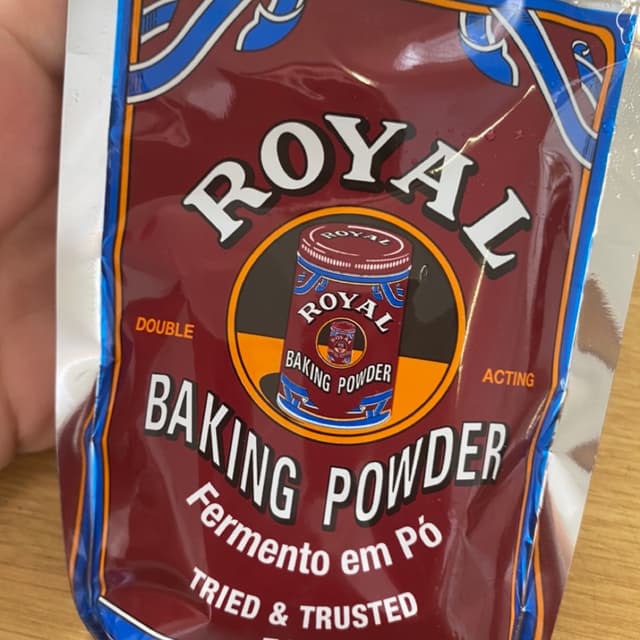 ROYAL
ROYAL
ROYAL
BAKING POWDER
DOUBLE
ACTING
BAKING POWDER
Fermento em Pó
TRIED & TRUSTED